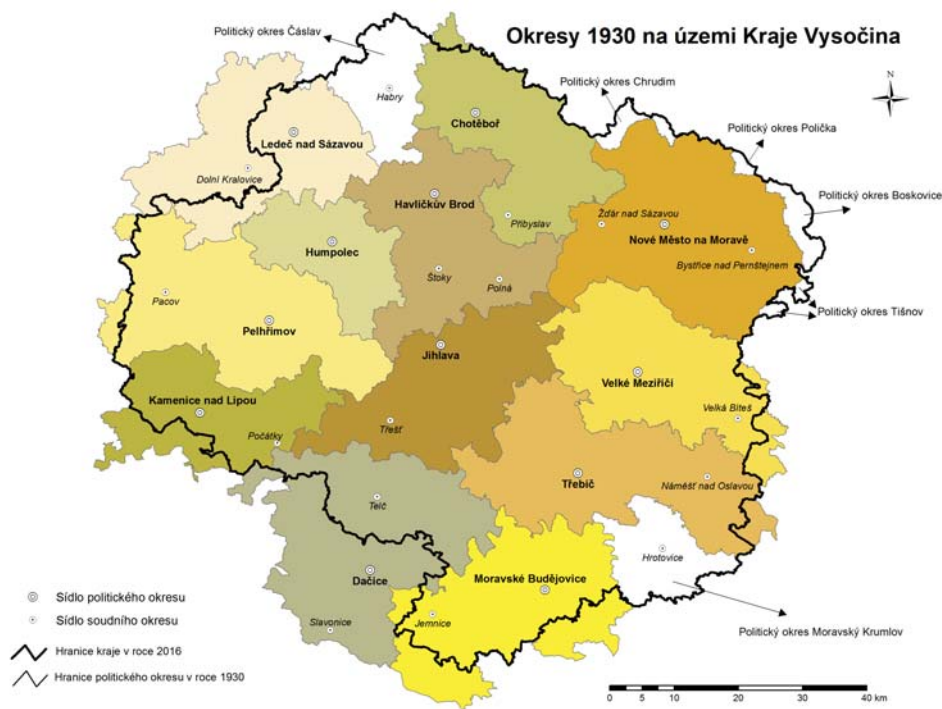 Okresy 1930 na území Kraje Vysočina
Politický okres Čáslav
Politický okres Chrudim
N
Habry
Chotěboř
Politický okres Polička
Ledeč nad Sázavou
Dolní Kralovice
Politický okres Boskovice
Havlíčkův Brod
Přibyslav
Žďár nad Sázavou
Nové Město na Moravě
Humpolec
Bystřice nad Pernštejnem
Štoky
Polná
Pacov
Politický okres Tišnov
Pelhřimov
Jihlava
Velké Meziříčí
Kamenice nad Lipou
Velká Bíteš
Třešť
Počátky
Třebíč
Náměšť nad Oslavou
Telč
Hrotovice
Dačice
Moravské Budějovice
Jemnice
Slavonice
Politický okres Moravský Krumlov
Sídlo politického okresu
Sídlo soudního okresu
Hranice kraje v roce 2016
Hranice politického okresu v roce 1930
0 5 10 20 30 40 km